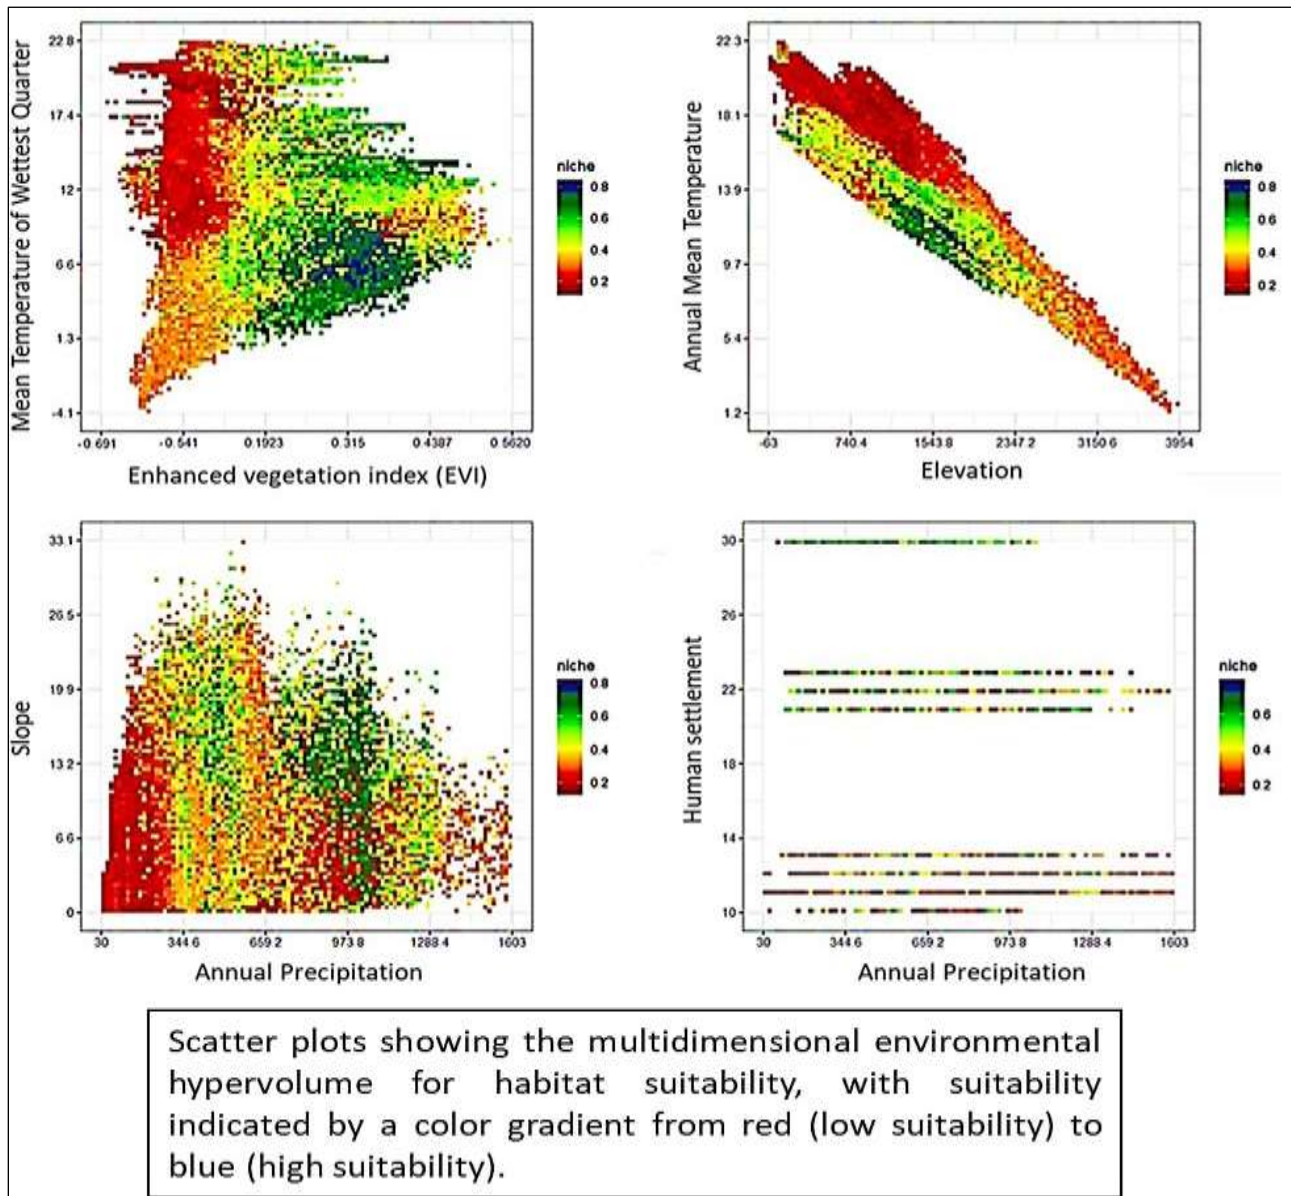 Mean Temperature of Wettest Quarter
22.8
17.4
12
6.6
1.3
-4.1
-0.691 -0.541 0.1923 0.315 0.4387 0.5620
Enhanced vegetation index (EVI)
niche
0.8
0.6
0.4
0.2
Annual Mean Temperature
22.3
18.1
13.9
9.7
5.4
1.2
-63 740.4 1543.8 2347.2 3150.6 3954
Elevation
niche
0.8
0.6
0.4
0.2
Slope
33.1
26.5
19.9
13.2
6.6
0
30 344.6 659.2 973.8 1288.4 1603
Annual Precipitation
niche
0.8
0.6
0.4
0.2
Human settlement
30
26
22
18
14
10
30 344.6 659.2 973.8 1288.4 1603
Annual Precipitation
niche
0.6
0.4
0.2
Scatter plots showing the multidimensional environmental
hypervolume for habitat suitability, with suitability
indicated by a color gradient from red (low suitability) to
blue (high suitability).